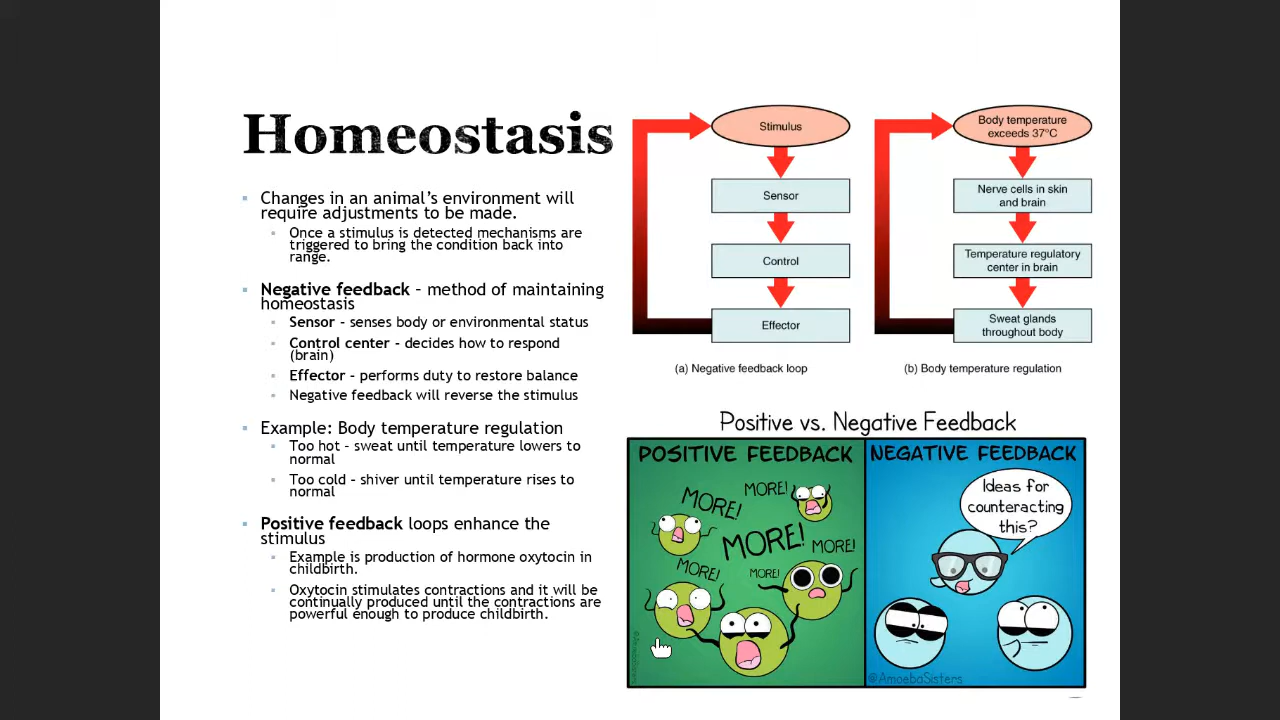 Homeostasis
Changes in an animal's environment will
require adjustments to be made.
Once a stimulus is detected mechanisms are
triggered to bring the condition back into
range.
Negative feedback – method of maintaining
homeostasis
Sensor – senses body or environmental status
Control center – decides how to respond
(brain)
Effector – performs duty to restore balance
Negative feedback will reverse the stimulus
Example: Body temperature regulation
Too hot – sweat until temperature lowers to
normal
Too cold – shiver until temperature rises to
normal
Positive feedback loops enhance the
stimulus
Example is production of hormone oxytocin in
childbirth.
Oxytocin stimulates contractions and it will be
continually produced until the contractions are
powerful enough to produce childbirth.
Stimulus
Sensor
Control
Effector
(a) Negative feedback loop
Body temperature
exceeds 37°C
Nerve cells in skin
and brain
Temperature regulatory
center in brain
Sweat glands
throughout body
(b) Body temperature regulation
Positive vs. Negative Feedback
POSITIVE FEEDBACK
MORE!
MORE!
MORE!
MORE!
MORE!
MORE!
NEGATIVE FEEDBACK
Ideas for
counteracting
this?
@AmoebaSisters